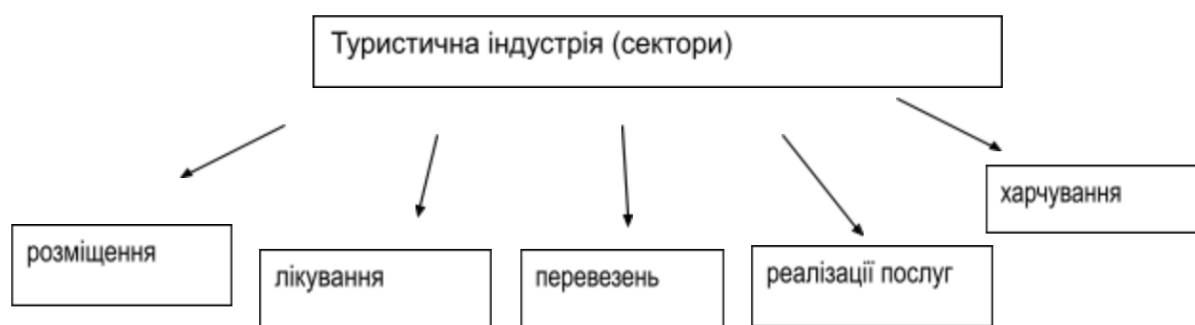 Туристична індустрія (сектори)
розміщення
лікування
перевезень
реалізації послуг
харчування